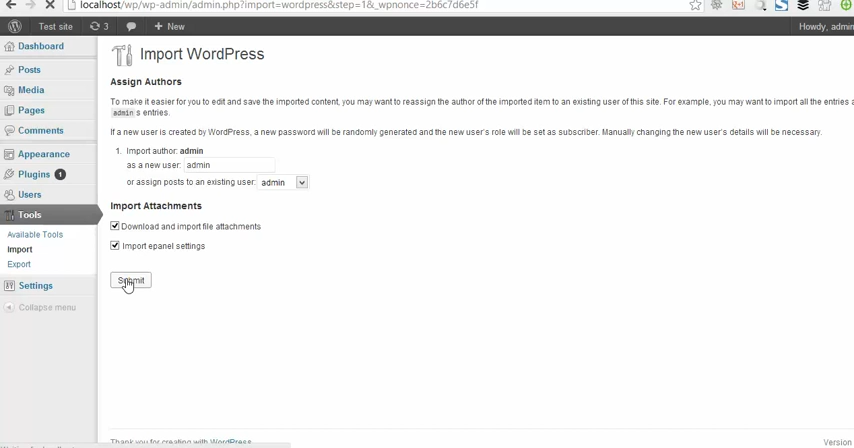 localhost/wp/wp-admin/admin.php?import=wordpress&step=1&_wpnonce=2b6c7d6e5f
Test site 3 + New Howdy, admin
Dashboard
Posts
Media
Pages
Comments
Appearance
Plugins 1
Users
Tools
Available Tools
Import
Export
Settings
Collapse menu
Import WordPress
Assign Authors
To make it easier for you to edit and save the imported content, you may want to reassign the author of the imported item to an existing user of this site. For example, you may want to import all the entries a
admin s entries.
If a new user is created by WordPress, a new password will be randomly generated and the new user's role will be set as subscriber. Manually changing the new user's details will be necessary.
1. Import author: admin
as a new user: admin
or assign posts to an existing user: admin
Import Attachments
Download and import file attachments
Import epanel settings
Submit
Thank you for creating with WordPress
Version